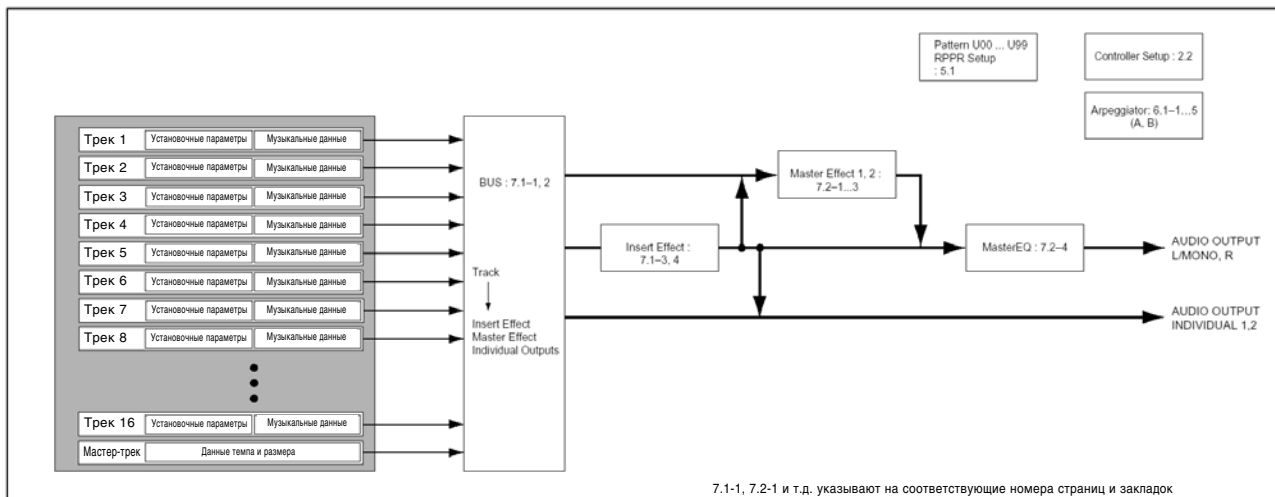 Pattern U00 ... U99
RPPR Setup
: 5.1
Controller Setup : 2.2
Arpeggiator: 6.1–1...5
(A, B)
Трек 1 Установочные параметры Музыкальные данные
Трек 2 Установочные параметры Музыкальные данные
Трек 3 Установочные параметры Музыкальные данные
Трек 4 Установочные параметры Музыкальные данные
Трек 5 Установочные параметры Музыкальные данные
Трек 6 Установочные параметры Музыкальные данные
Трек 7 Установочные параметры Музыкальные данные
Трек 8 Установочные параметры Музыкальные данные
Трек 16 Установочные параметры Музыкальные данные
Мастер-трек Данные темпа и размера
BUS : 7.1–1, 2
Track
Insert Effect
Master Effect
Individual Outputs
Insert Effect :
7.1–3, 4
Master Effect 1, 2 :
7.2–1...3
MasterEQ : 7.2–4
AUDIO OUTPUT
L/MONO, R
AUDIO OUTPUT
INDIVIDUAL 1,2
7.1-1, 7.2-1 и т.д. указывают на соответствующие номера страниц и закладок